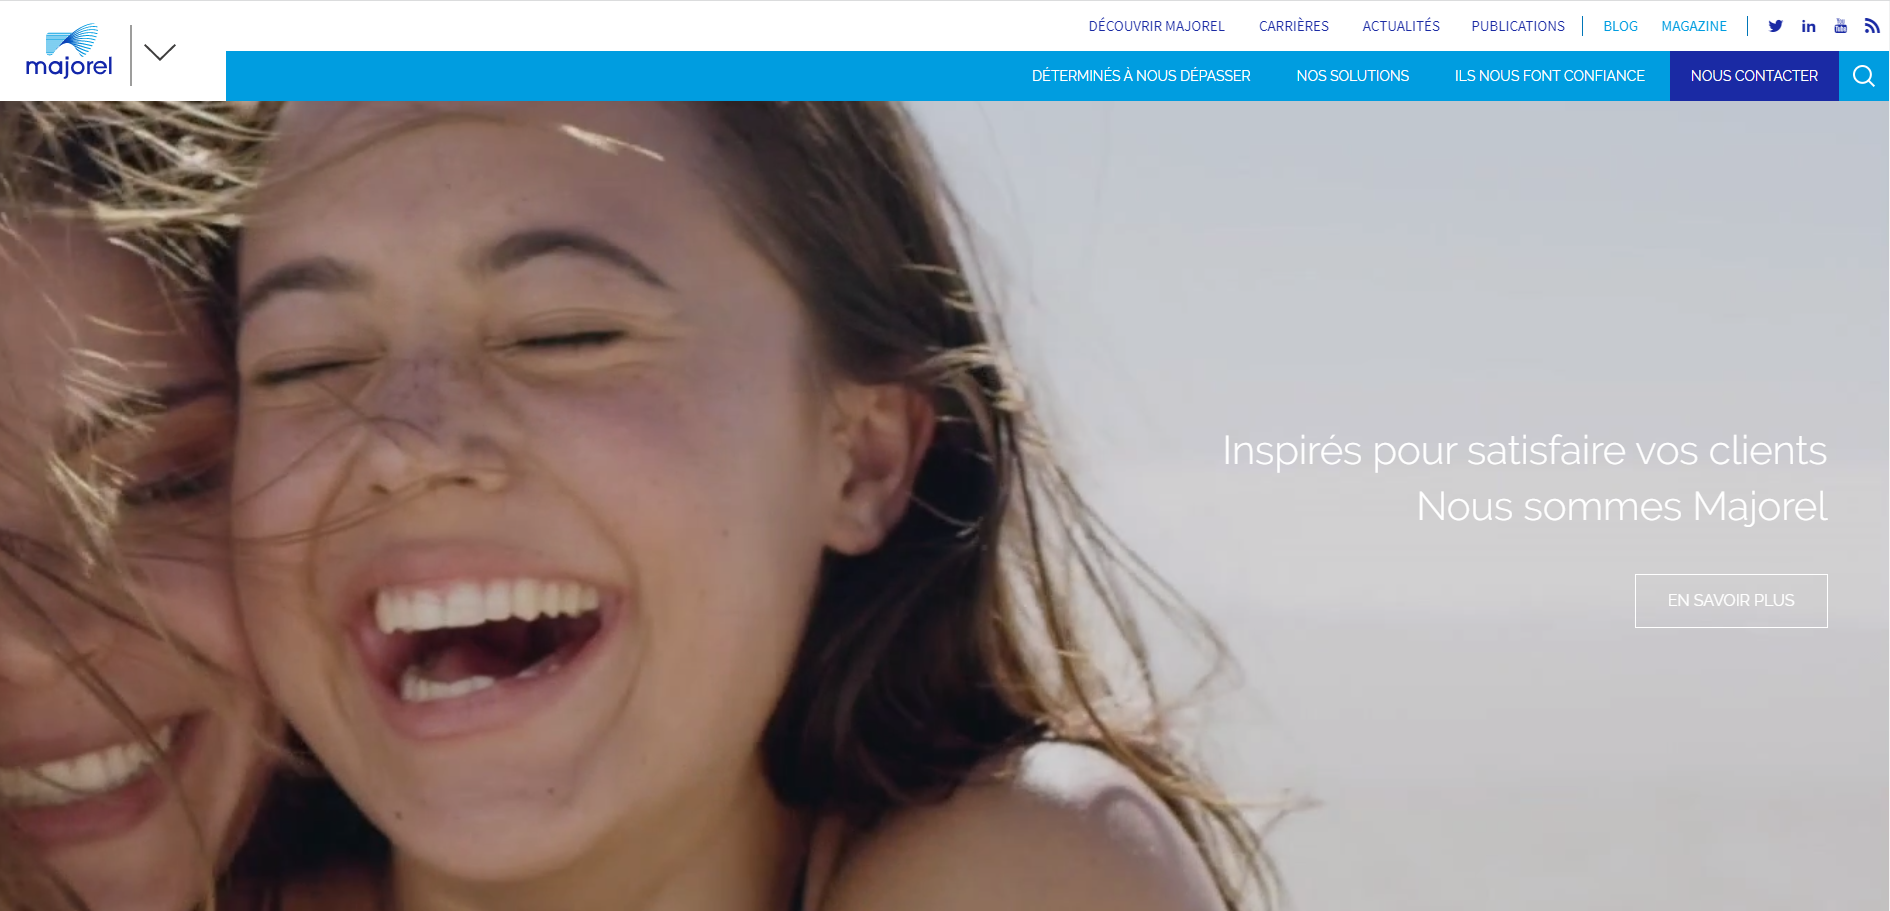 majorel
DÉCOUVRIR MAJOREL CARRIÈRES ACTUALITÉS PUBLICATIONS BLOG MAGAZINE
DÉTERMINÉS À NOUS DÉPASSER NOS SOLUTIONS ILS NOUS FONT CONFIANCE NOUS CONTACTER
Inspirés pour satisfaire vos clients
Nous sommes Majorel
EN SAVOIR PLUS